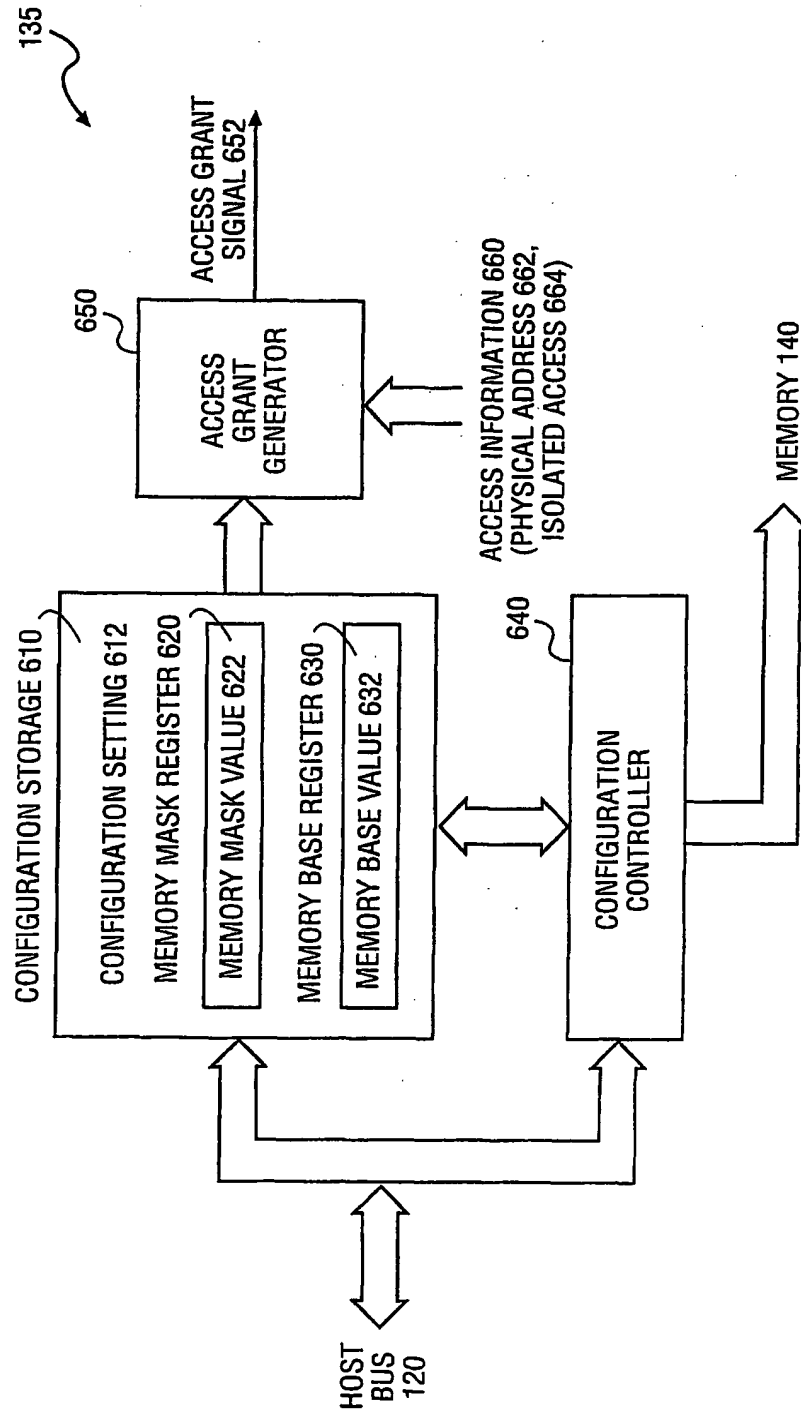 135
CONFIGURATION STORAGE 610
CONFIGURATION SETTING 612
MEMORY MASK REGISTER 620
MEMORY MASK VALUE 622
MEMORY BASE REGISTER 630
MEMORY BASE VALUE 632
650
ACCESS
GRANT
GENERATOR
ACCESS GRANT
SIGNAL 652
HOST
BUS
120
ACCESS INFORMATION 660
(PHYSICAL ADDRESS 662,
ISOLATED ACCESS 664)
640
CONFIGURATION
CONTROLLER
MEMORY 140